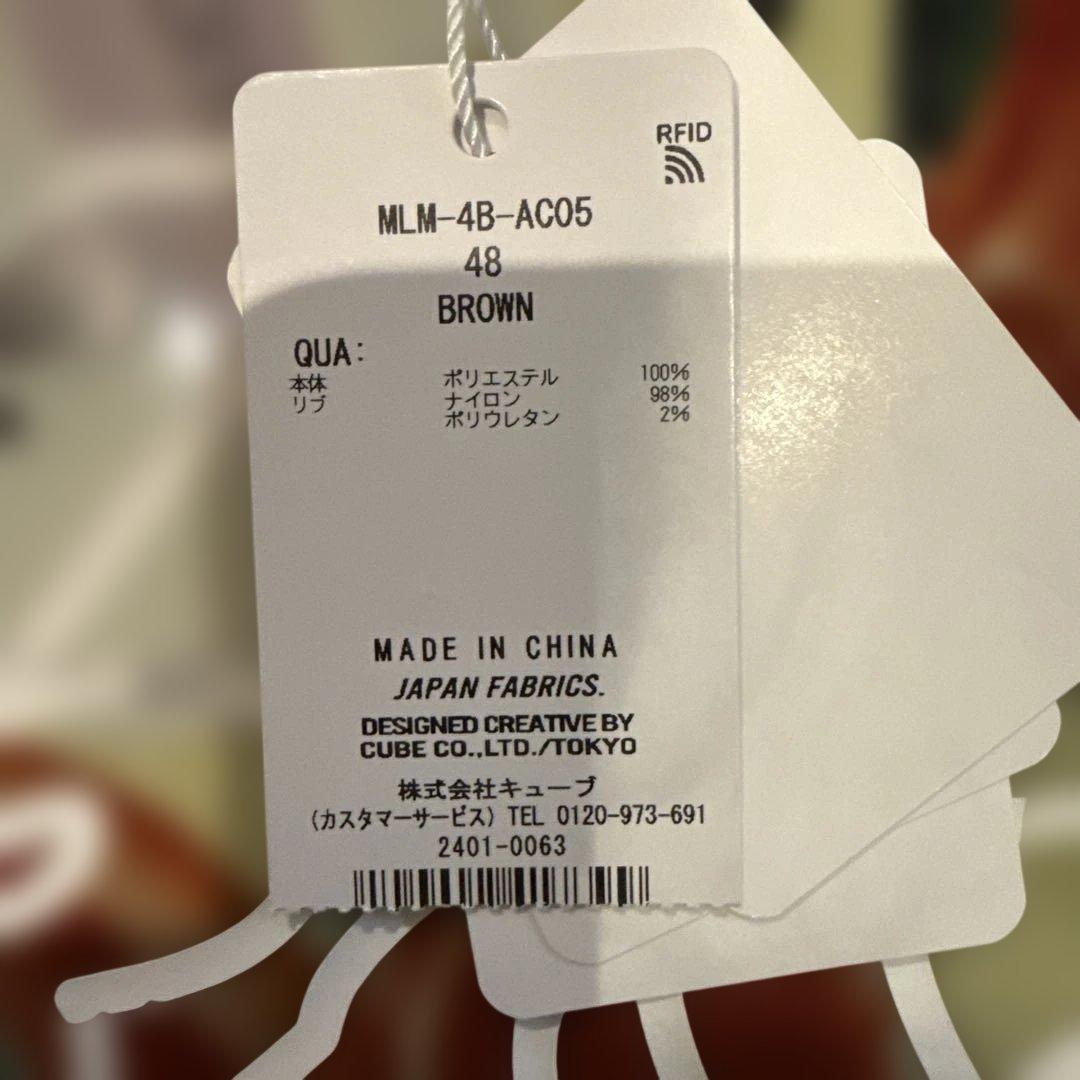 RFID
MLM-4B-AC05
48
BROWN
QUA:
本体 ポリエステル 100%
リブ ナイロン 98%
ポリウレタン 2%
MADE IN CHINA
JAPAN FABRICS.
DESIGNED CREATIVE BY
CUBE CO.,LTD./TOKYO
株式会社キューブ
(カスタマーサービス) TEL 0120-973-691
2401-0063